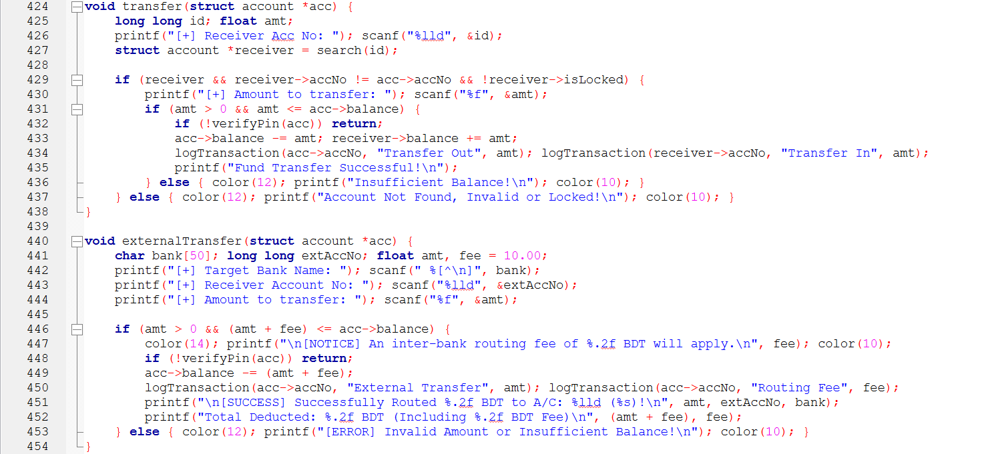 424 void transfer(struct account *acc) {
425     long long id; float amt;
426     printf("[+] Receiver Acc No: "); scanf("%lld", &id);
427     struct account *receiver = search(id);
428
429     if (receiver && receiver->accNo != acc->accNo && !receiver->isLocked) {
430         printf("[+] Amount to transfer: "); scanf("%f", &amt);
431         if (amt > 0 && amt <= acc->balance) {
432             if (!verifyPin(acc)) return;
433             acc->balance -= amt; receiver->balance += amt;
434             logTransaction(acc->accNo, "Transfer Out", amt); logTransaction(receiver->accNo, "Transfer In", amt);
435             printf("Fund Transfer Successful!\n");
436         } else { color(12); printf("Insufficient Balance!\n"); color(10); }
437     } else { color(12); printf("Account Not Found, Invalid or Locked!\n"); color(10); }
438 }
439
440 void externalTransfer(struct account *acc) {
441     char bank[50]; long long extAccNo; float amt, fee = 10.00;
442     printf("[+] Target Bank Name: "); scanf(" %[^\n]", bank);
443     printf("[+] Receiver Account No: "); scanf("%lld", &extAccNo);
444     printf("[+] Amount to transfer: "); scanf("%f", &amt);
445
446     if (amt > 0 && (amt + fee) <= acc->balance) {
447         color(14); printf("\n[NOTICE] An inter-bank routing fee of %.2f BDT will apply.\n", fee); color(10);
448         if (!verifyPin(acc)) return;
449         acc->balance -= (amt + fee);
450         logTransaction(acc->accNo, "External Transfer", amt); logTransaction(acc->accNo, "Routing Fee", fee);
451         printf("\n[SUCCESS] Successfully Routed %.2f BDT to A/C: %lld (%s)!\n", amt, extAccNo, bank);
452         printf("Total Deducted: %.2f BDT (Including %.2f BDT Fee)\n", (amt + fee), fee);
453     } else { color(12); printf("[ERROR] Invalid Amount or Insufficient Balance!\n"); color(10); }
454 }